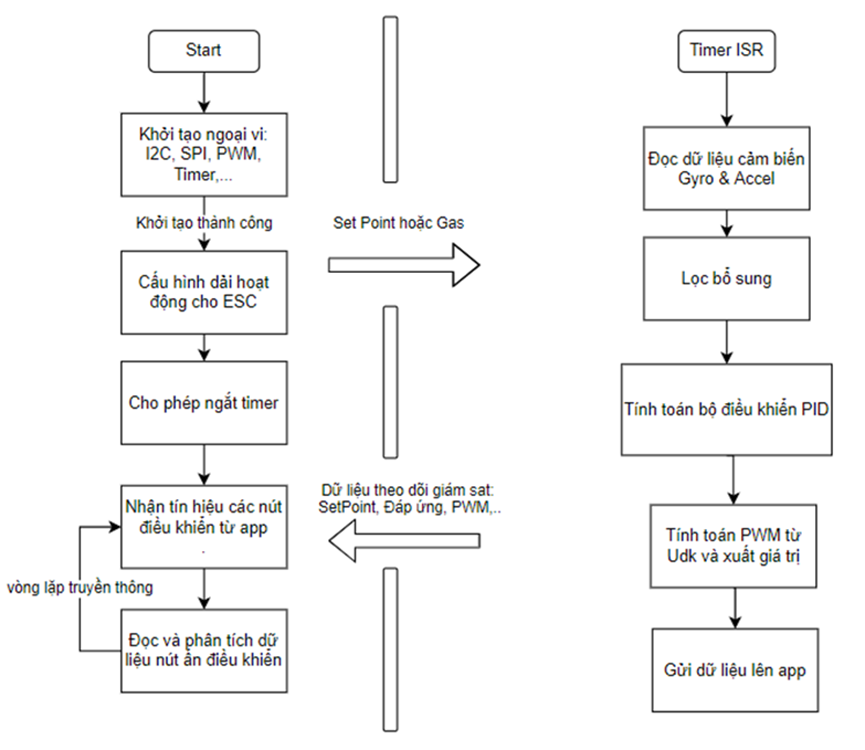 Start
Khởi tạo ngoại vi:
I2C, SPI, PWM,
Timer,...
Khởi tạo thành công
Cấu hình dải hoạt
động cho ESC
Cho phép ngắt timer
Nhận tín hiệu các nút
điều khiển từ app
.
vòng lặp truyền thông
Đọc và phân tích dữ
liệu nút ấn điều khiển
Set Point hoặc Gas
Dữ liệu theo dõi giám sat:
SetPoint, Đáp ứng, PWM,..
Timer ISR
Đọc dữ liệu cảm biến
Gyro & Accel
Lọc bổ sung
Tính toán bộ điều khiển PID
Tính toán PWM từ
Udk và xuất giá trị
Gửi dữ liệu lên app